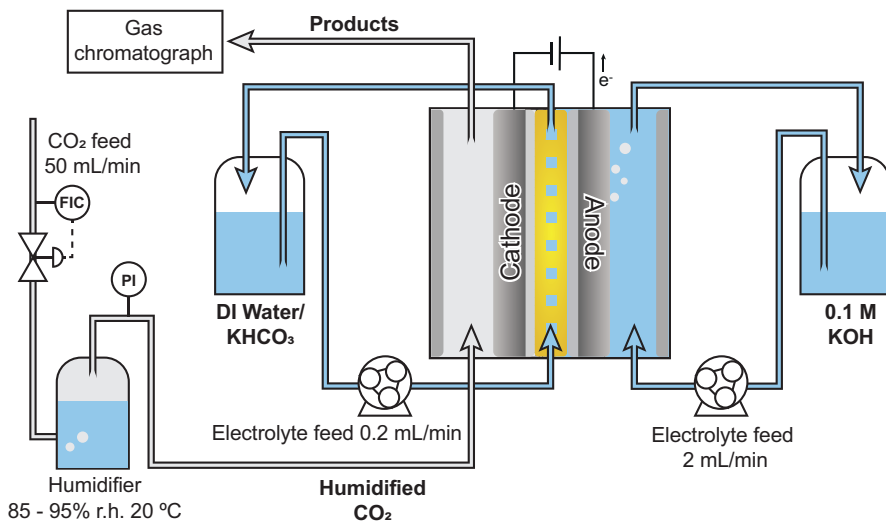 Gas
chromatograph
Products
e-
CO₂ feed
50 mL/min
FIC
PI
Cathode
Anode
DI Water/
KHCO₃
0.1 M
KOH
Electrolyte feed 0.2 mL/min
Electrolyte feed
2 mL/min
Humidifier
85 - 95% r.h. 20 ºC
Humidified
CO₂